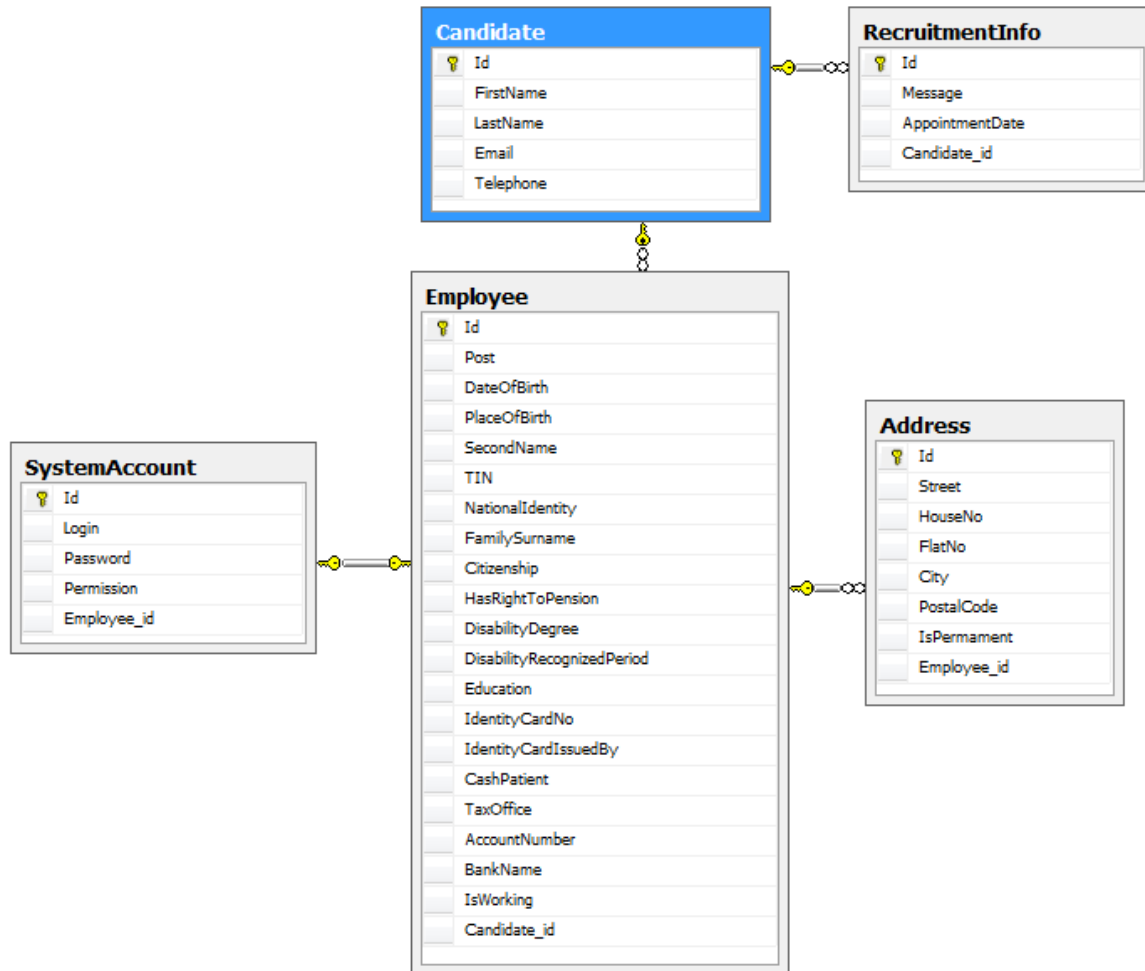 Candidate
Id
FirstName
LastName
Email
Telephone
RecruitmentInfo
Id
Message
AppointmentDate
Candidate_id
Employee
Id
Post
DateOfBirth
PlaceOfBirth
SecondName
TIN
NationalIdentity
FamilySurname
Citizenship
HasRightToPension
DisabilityDegree
DisabilityRecognizedPeriod
Education
IdentityCardNo
IdentityCardIssuedBy
CashPatient
TaxOffice
AccountNumber
BankName
IsWorking
Candidate_id
SystemAccount
Id
Login
Password
Permission
Employee_id
Address
Id
Street
HouseNo
FlatNo
City
PostalCode
IsPermament
Employee_id